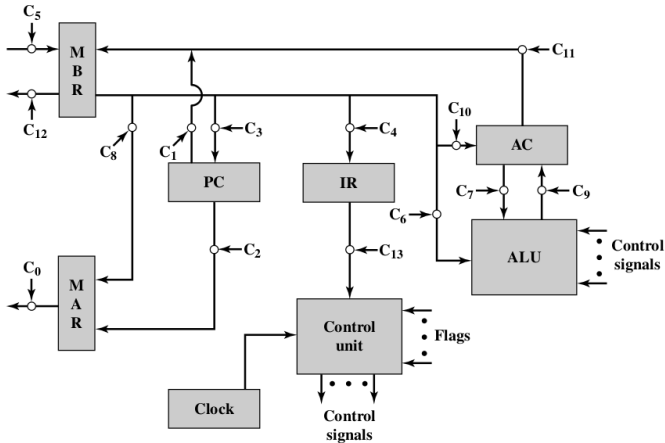 C5
C11
M
B
R
C12
C8
C1
C3
C4
C10
AC
PC
IR
C7
C9
C6
C2
C13
ALU
Control
signals
C0
M
A
R
Control
unit
Flags
Clock
Control
signals